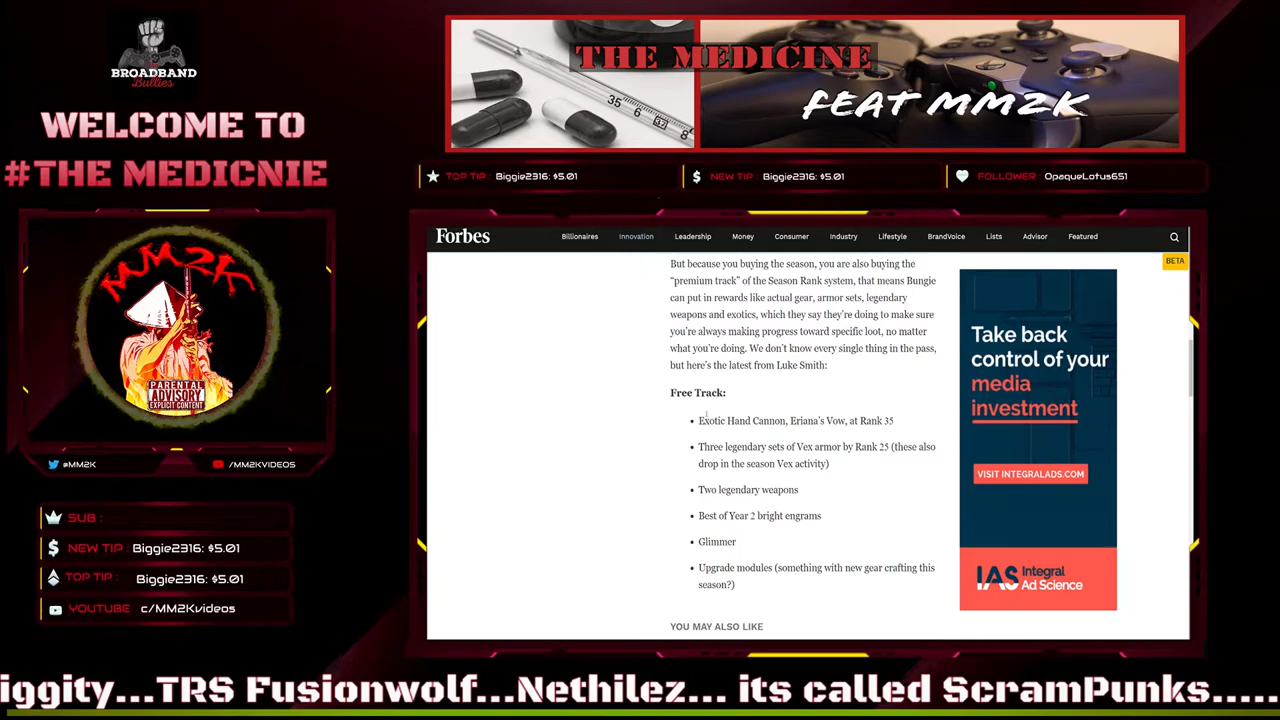 BROADBAND
Bullies
WELCOME TO
#THE MEDICNIE
MM2K
PARENTAL
ADVISORY
EXPLICIT CONTENT
@MM2K
/MM2KVIDEOS
SUB :
NEW TIP : Biggie2316: $5.01
TOP TIP : Biggie2316: $5.01
YOUTUBE c/MM2Kvideos
THE MEDICINE
FEAT MM2K
35
6
37
8
TOP TIP : Biggie2316: $5.01
NEW TIP : Biggie2316: $5.01
FOLLOWER : OpaqueLotus651
Forbes
Billionaires Innovation Leadership Money Consumer Industry Lifestyle BrandVoice Lists Advisor Featured
BETA
But because you buying the season, you are also buying the
“premium track” of the Season Rank system, that means Bungie
can put in rewards like actual gear, armor sets, legendary
weapons and exotics, which they say they’re doing to make sure
you’re always making progress toward specific loot, no matter
what you’re doing. We don’t know every single thing in the pass,
but here’s the latest from Luke Smith:
Free Track:
• Exotic Hand Cannon, Eriana’s Vow, at Rank 35
• Three legendary sets of Vex armor by Rank 25 (these also
drop in the season Vex activity)
• Two legendary weapons
• Best of Year 2 bright engrams
• Glimmer
• Upgrade modules (something with new gear crafting this
season?)
YOU MAY ALSO LIKE
Take back
control of your
media
investment
VISIT INTEGRALADS.COM
IAS Integral
Ad Science
iggity...TRS Fusionwolf...Nethilez... its called ScramPunks.....